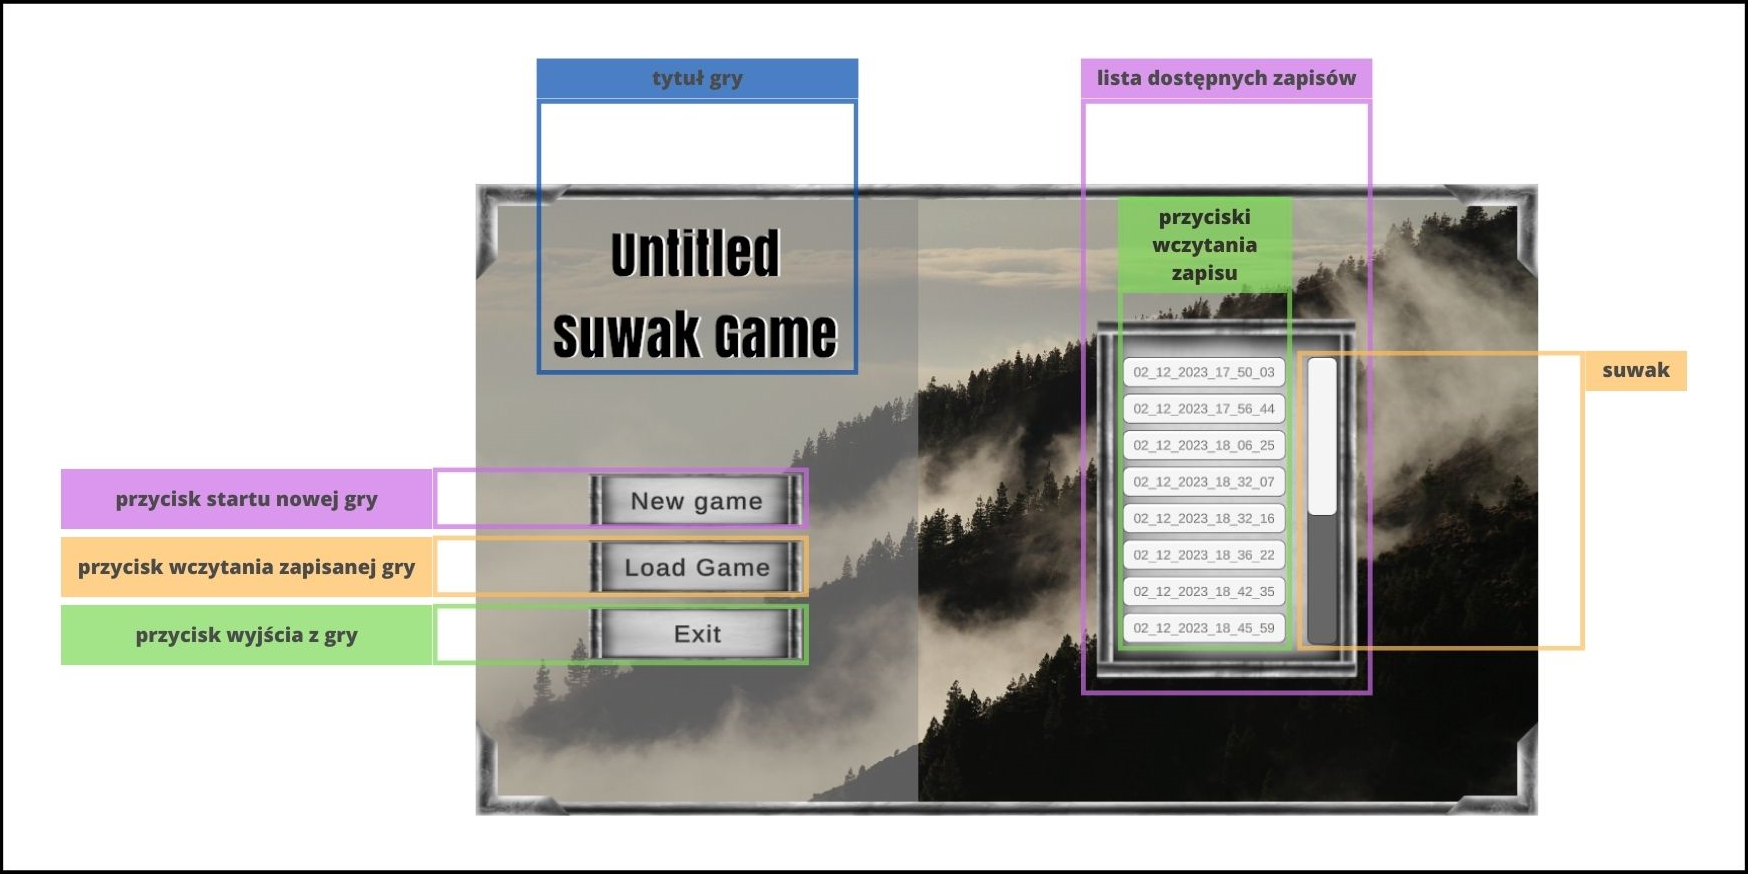 tytuł gry
lista dostępnych zapisów
przyciski
wczytania
zapisu
Untitled
Suwak Game
suwak
02_12_2023_17_50_03
02_12_2023_17_56_44
02_12_2023_18_06_25
02_12_2023_18_32_07
02_12_2023_18_32_16
02_12_2023_18_36_22
02_12_2023_18_42_35
02_12_2023_18_45_59
przycisk startu nowej gry
New game
przycisk wczytania zapisanej gry
Load Game
przycisk wyjścia z gry
Exit